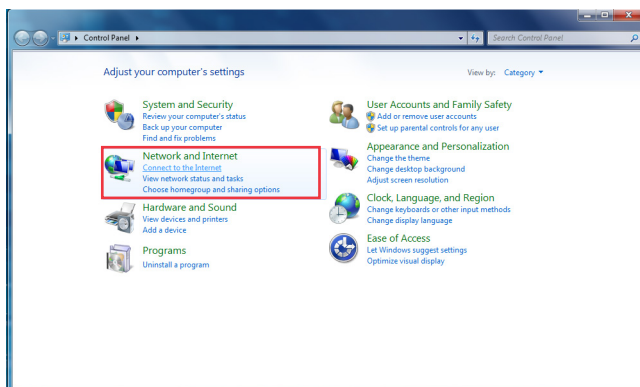 Control Panel
Search Control Panel
Adjust your computer's settings
View by: Category
System and Security
Review your computer's status
Back up your computer
Find and fix problems
Network and Internet
Connect to the Internet
View network status and tasks
Choose homegroup and sharing options
Hardware and Sound
View devices and printers
Add a device
Programs
Uninstall a program
User Accounts and Family Safety
Add or remove user accounts
Set up parental controls for any user
Appearance and Personalization
Change the theme
Change desktop background
Adjust screen resolution
Clock, Language, and Region
Change keyboards or other input methods
Change display language
Ease of Access
Let Windows suggest settings
Optimize visual display